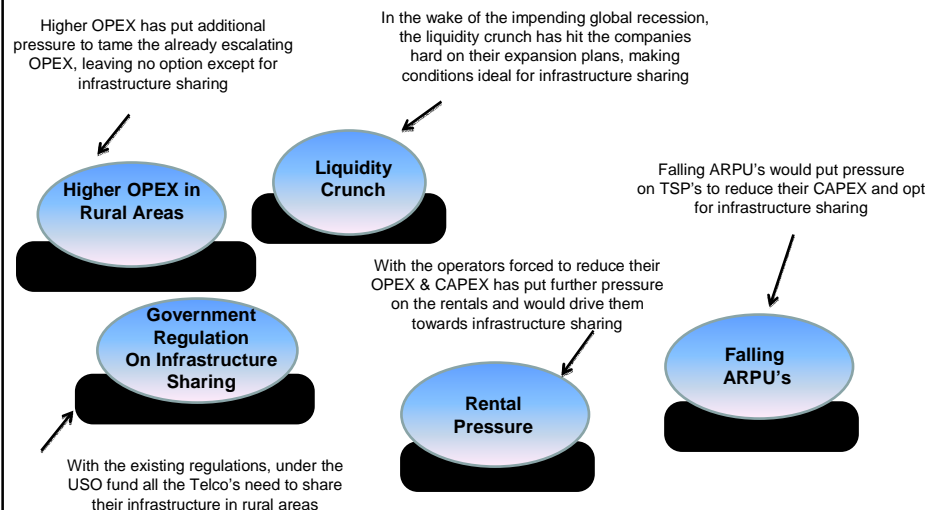 Higher OPEX has put additional
pressure to tame the already escalating
OPEX, leaving no option except for
infrastructure sharing
In the wake of the impending global recession,
the liquidity crunch has hit the companies
hard on their expansion plans, making
conditions ideal for infrastructure sharing
Higher OPEX in
Rural Areas
Liquidity
Crunch
Falling ARPU's would put pressure
on TSP's to reduce their CAPEX and opt
for infrastructure sharing
With the operators forced to reduce their
OPEX & CAPEX has put further pressure
on the rentals and would drive them
towards infrastructure sharing
Government
Regulation
On Infrastructure
Sharing
Rental
Pressure
Falling
ARPU's
With the existing regulations, under the
USO fund all the Telco's need to share
their infrastructure in rural areas